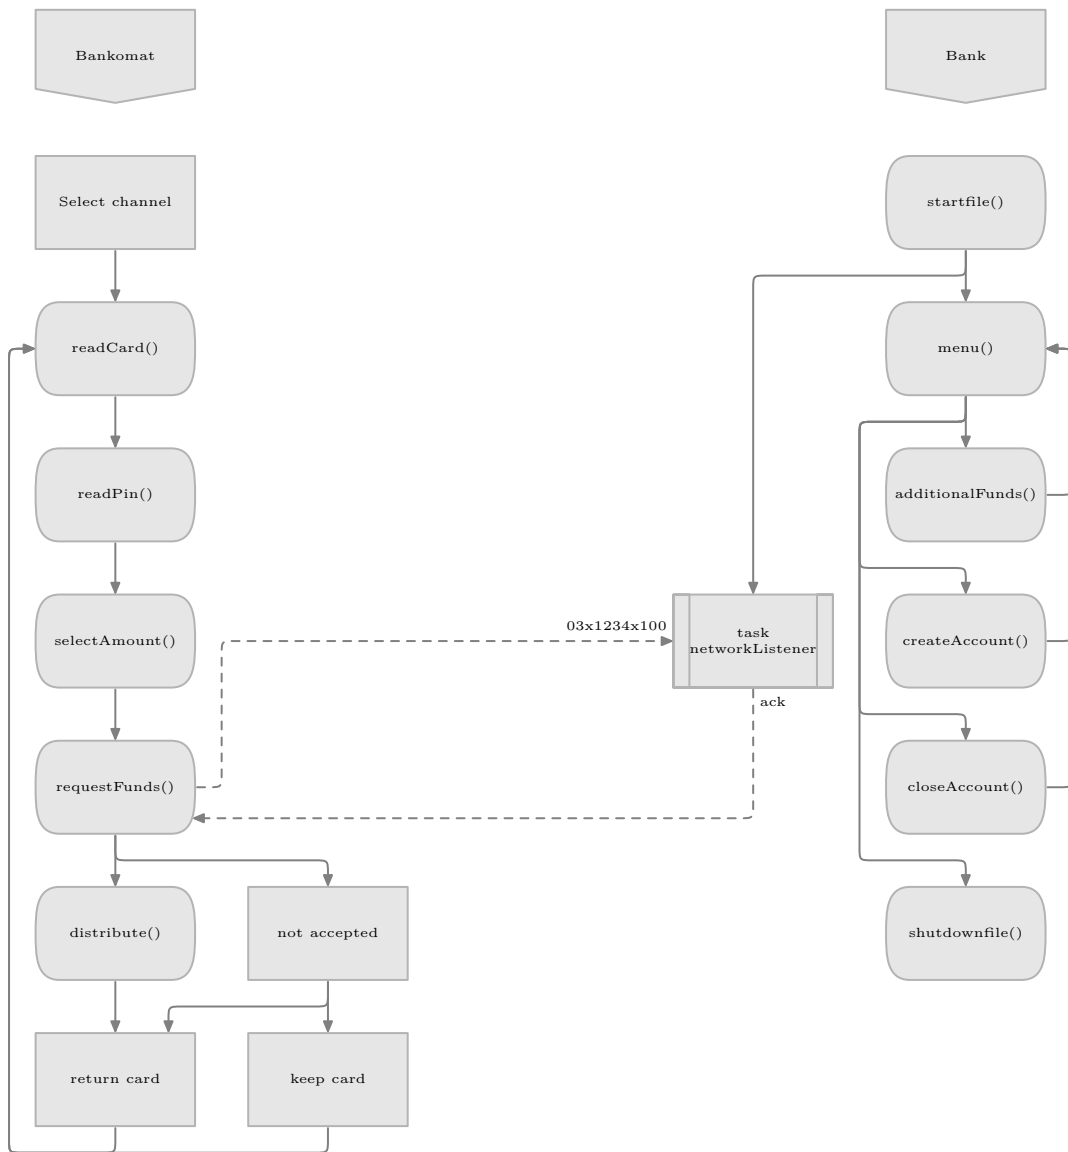 Bankomat
Bank
Select channel
startfile()
readCard()
menu()
readPin()
additionalFunds()
selectAmount()
03x1234x100
task
networkListener
createAccount()
ack
requestFunds()
closeAccount()
distribute()
not accepted
shutdownfile()
return card
keep card